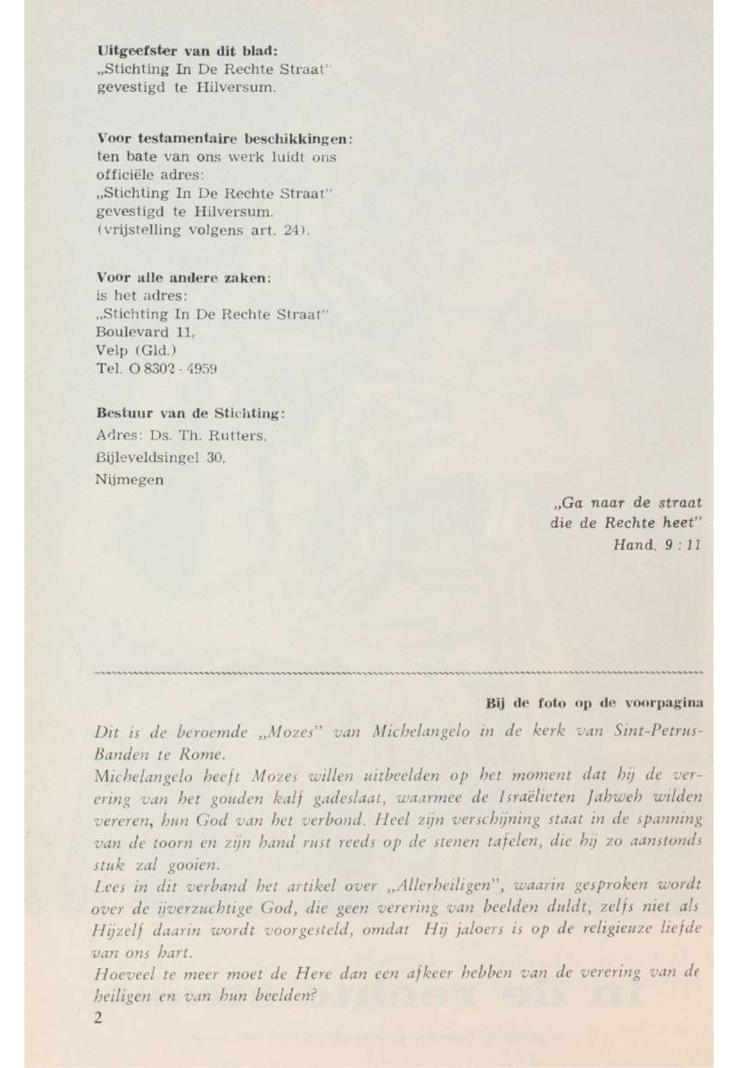 Uitgeefster van dit blad:
„Stichting In De Rechte Straat"
gevestigd te Hilversum.
Voor testamentaire beschikkingen:
ten bate van ons werk luidt ons
officiële adres:
„Stichting In De Rechte Straat"
gevestigd te Hilversum.
(vrijstelling volgens art. 24).
Voor alle andere zaken:
is het adres:
„Stichting In De Rechte Straat"
Boulevard 11,
Velp (Gld.)
Tel. O 8302 - 4959
Bestuur van de Stichting:
Adres: Ds. Th. Rutters,
Bijleveldsingel 30,
Nijmegen
„Ga naar de straat
die de Rechte heet"
Hand. 9 : 11
Bij de foto op de voorpagina
Dit is de beroemde „Mozes" van Michelangelo in de kerk van Sint-Petrus-
Banden te Rome.
Michelangelo heeft Mozes willen uitbeelden op het moment dat hij de ver-
ering van het gouden kalf gadeslaat, waarmee de Israëlieten Jahweh wilden
vereren, hun God van het verbond. Heel zijn verschijning staat in de spanning
van de toorn en zijn hand rust reeds op de stenen tafelen, die hij zo aanstonds
stuk zal gooien.
Lees in dit verband het artikel over „Allerheiligen", waarin gesproken wordt
over de ijverzuchtige God, die geen verering van beelden duldt, zelfs niet als
Hijzelf daarin wordt voorgesteld, omdat Hij jaloers is op de religieuze liefde
van ons hart.
Hoeveel te meer moet de Here dan een afkeer hebben van de verering van de
heiligen en van hun beelden?
2